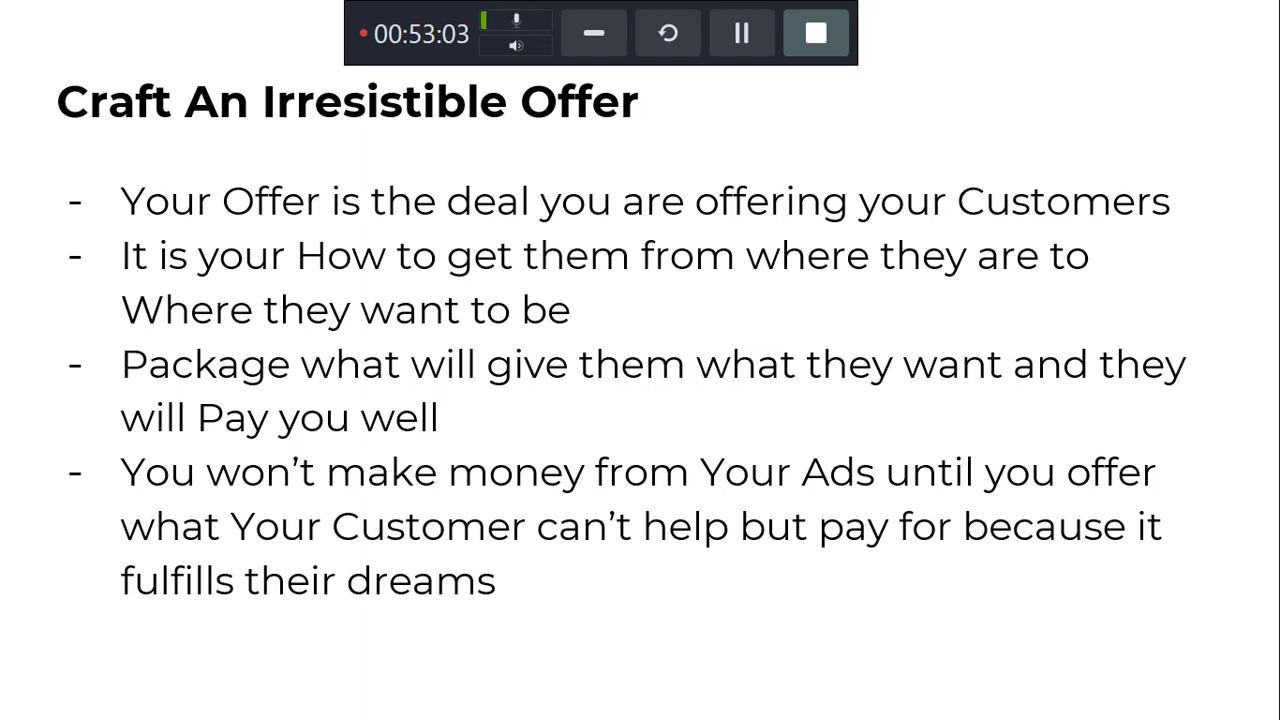 00:53:03
Craft An Irresistible Offer
- Your Offer is the deal you are offering your Customers
- It is your How to get them from where they are to
Where they want to be
- Package what will give them what they want and they
will Pay you well
- You won’t make money from Your Ads until you offer
what Your Customer can’t help but pay for because it
fulfills their dreams